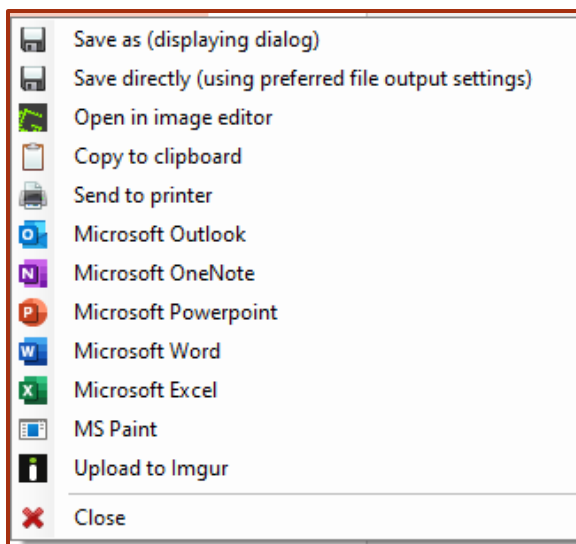 Save as (displaying dialog)
Save directly (using preferred file output settings)
Open in image editor
Copy to clipboard
Send to printer
Microsoft Outlook
Microsoft OneNote
Microsoft Powerpoint
Microsoft Word
Microsoft Excel
MS Paint
Upload to Imgur
Close